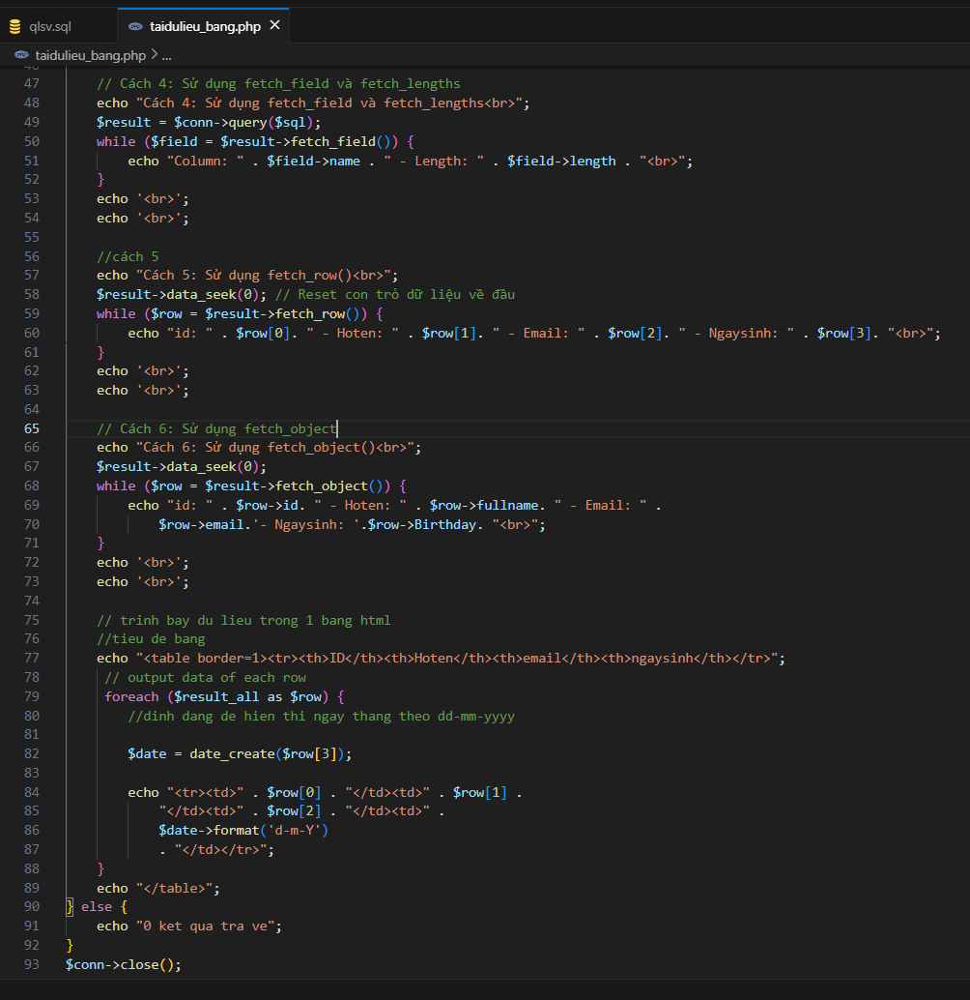 qlsv.sql
taidulieu_bang.php
taidulieu_bang.php > ...
46
47 // Cách 4: Sử dụng fetch_field và fetch_lengths
48 echo "Cách 4: Sử dụng fetch_field và fetch_lengths<br>";
49 $result = $conn->query($sql);
50 while ($field = $result->fetch_field()) {
51 echo "Column: " . $field->name . " - Length: " . $field->length . "<br>";
52 }
53 echo '<br>';
54 echo '<br>';
55
56 //cách 5
57 echo "Cách 5: Sử dụng fetch_row()<br>";
58 $result->data_seek(0); // Reset con trỏ dữ liệu về đầu
59 while ($row = $result->fetch_row()) {
60 echo "id: " . $row[0]. " - Hoten: " . $row[1]. " - Email: " . $row[2]. " - Ngaysinh: " . $row[3]. "<br>";
61 }
62 echo '<br>';
63 echo '<br>';
64
65 // Cách 6: Sử dụng fetch_object
66 echo "Cách 6: Sử dụng fetch_object()<br>";
67 $result->data_seek(0);
68 while ($row = $result->fetch_object()) {
69 echo "id: " . $row->id. " - Hoten: " . $row->fullname. " - Email: " .
70 $row->email.'- Ngaysinh: '.$row->Birthday. "<br>";
71 }
72 echo '<br>';
73 echo '<br>';
74
75 // trinh bay du lieu trong 1 bang html
76 //tieu de bang
77 echo "<table border=1><tr><th>ID</th><th>Hoten</th><th>email</th><th>ngaysinh</th></tr>";
78 // output data of each row
79 foreach ($result_all as $row) {
80 //dinh dang de hien thi ngay thang theo dd-mm-yyyy
81
82 $date = date_create($row[3]);
83
84 echo "<tr><td>" . $row[0] . "</td><td>" . $row[1] .
85 "</td><td>" . $row[2] . "</td><td>" .
86 $date->format('d-m-Y')
87 . "</td></tr>";
88 }
89 echo "</table>";
90 } else {
91 echo "0 ket qua tra ve";
92 }
93 $conn->close();